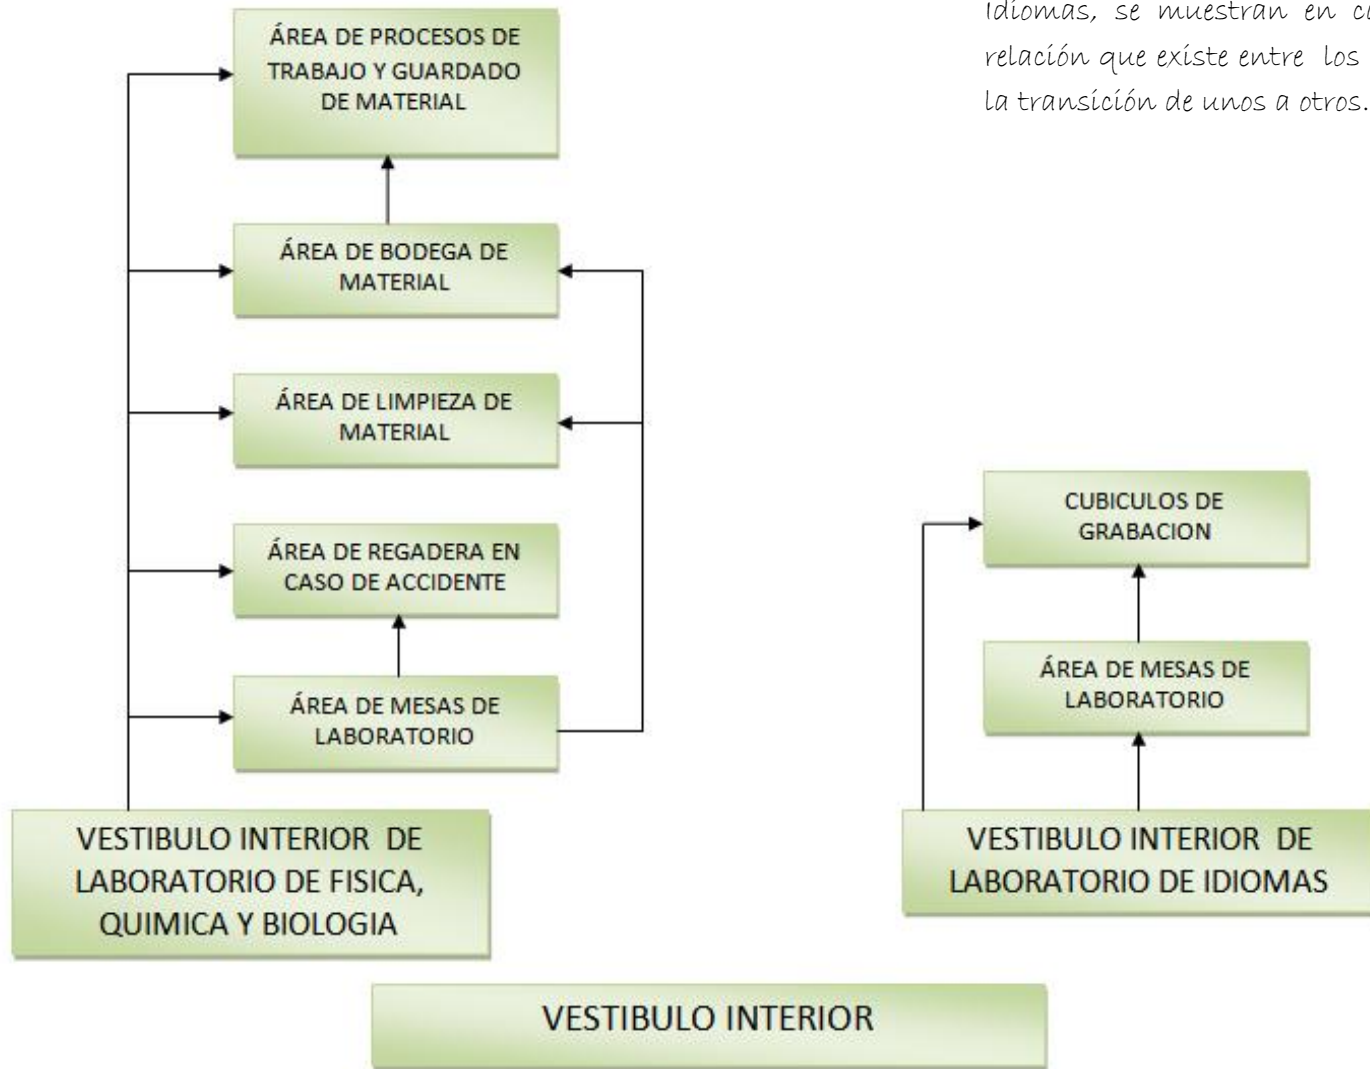 Idiomas, se muestran en
relación que existe entre los
la transición de unos a otros.
ÁREA DE PROCESOS DE
TRABAJO Y GUARDADO
DE MATERIAL
ÁREA DE BODEGA DE
MATERIAL
ÁREA DE LIMPIEZA DE
MATERIAL
ÁREA DE REGADERA EN
CASO DE ACCIDENTE
ÁREA DE MESAS DE
LABORATORIO
VESTIBULO INTERIOR DE
LABORATORIO DE FISICA,
QUIMICA Y BIOLOGIA
CUBICULOS DE
GRABACION
ÁREA DE MESAS DE
LABORATORIO
VESTIBULO INTERIOR DE
LABORATORIO DE IDIOMAS
VESTIBULO INTERIOR